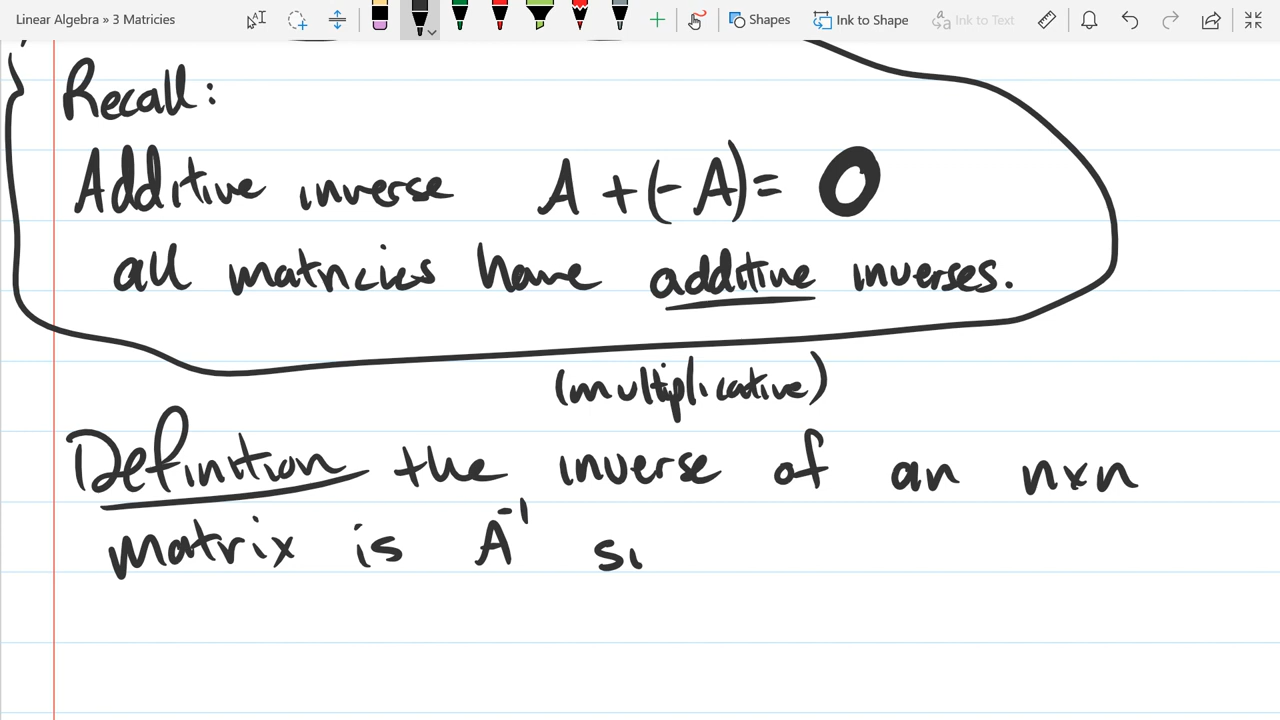 Linear Algebra » 3 Matricies
Shapes
Ink to Shape
Ink to Text
Recall:
Additive inverse A + (- A) = 0
all matricies have additive inverses.
(multiplicative)
Definition the inverse of an n×n
matrix is A⁻¹